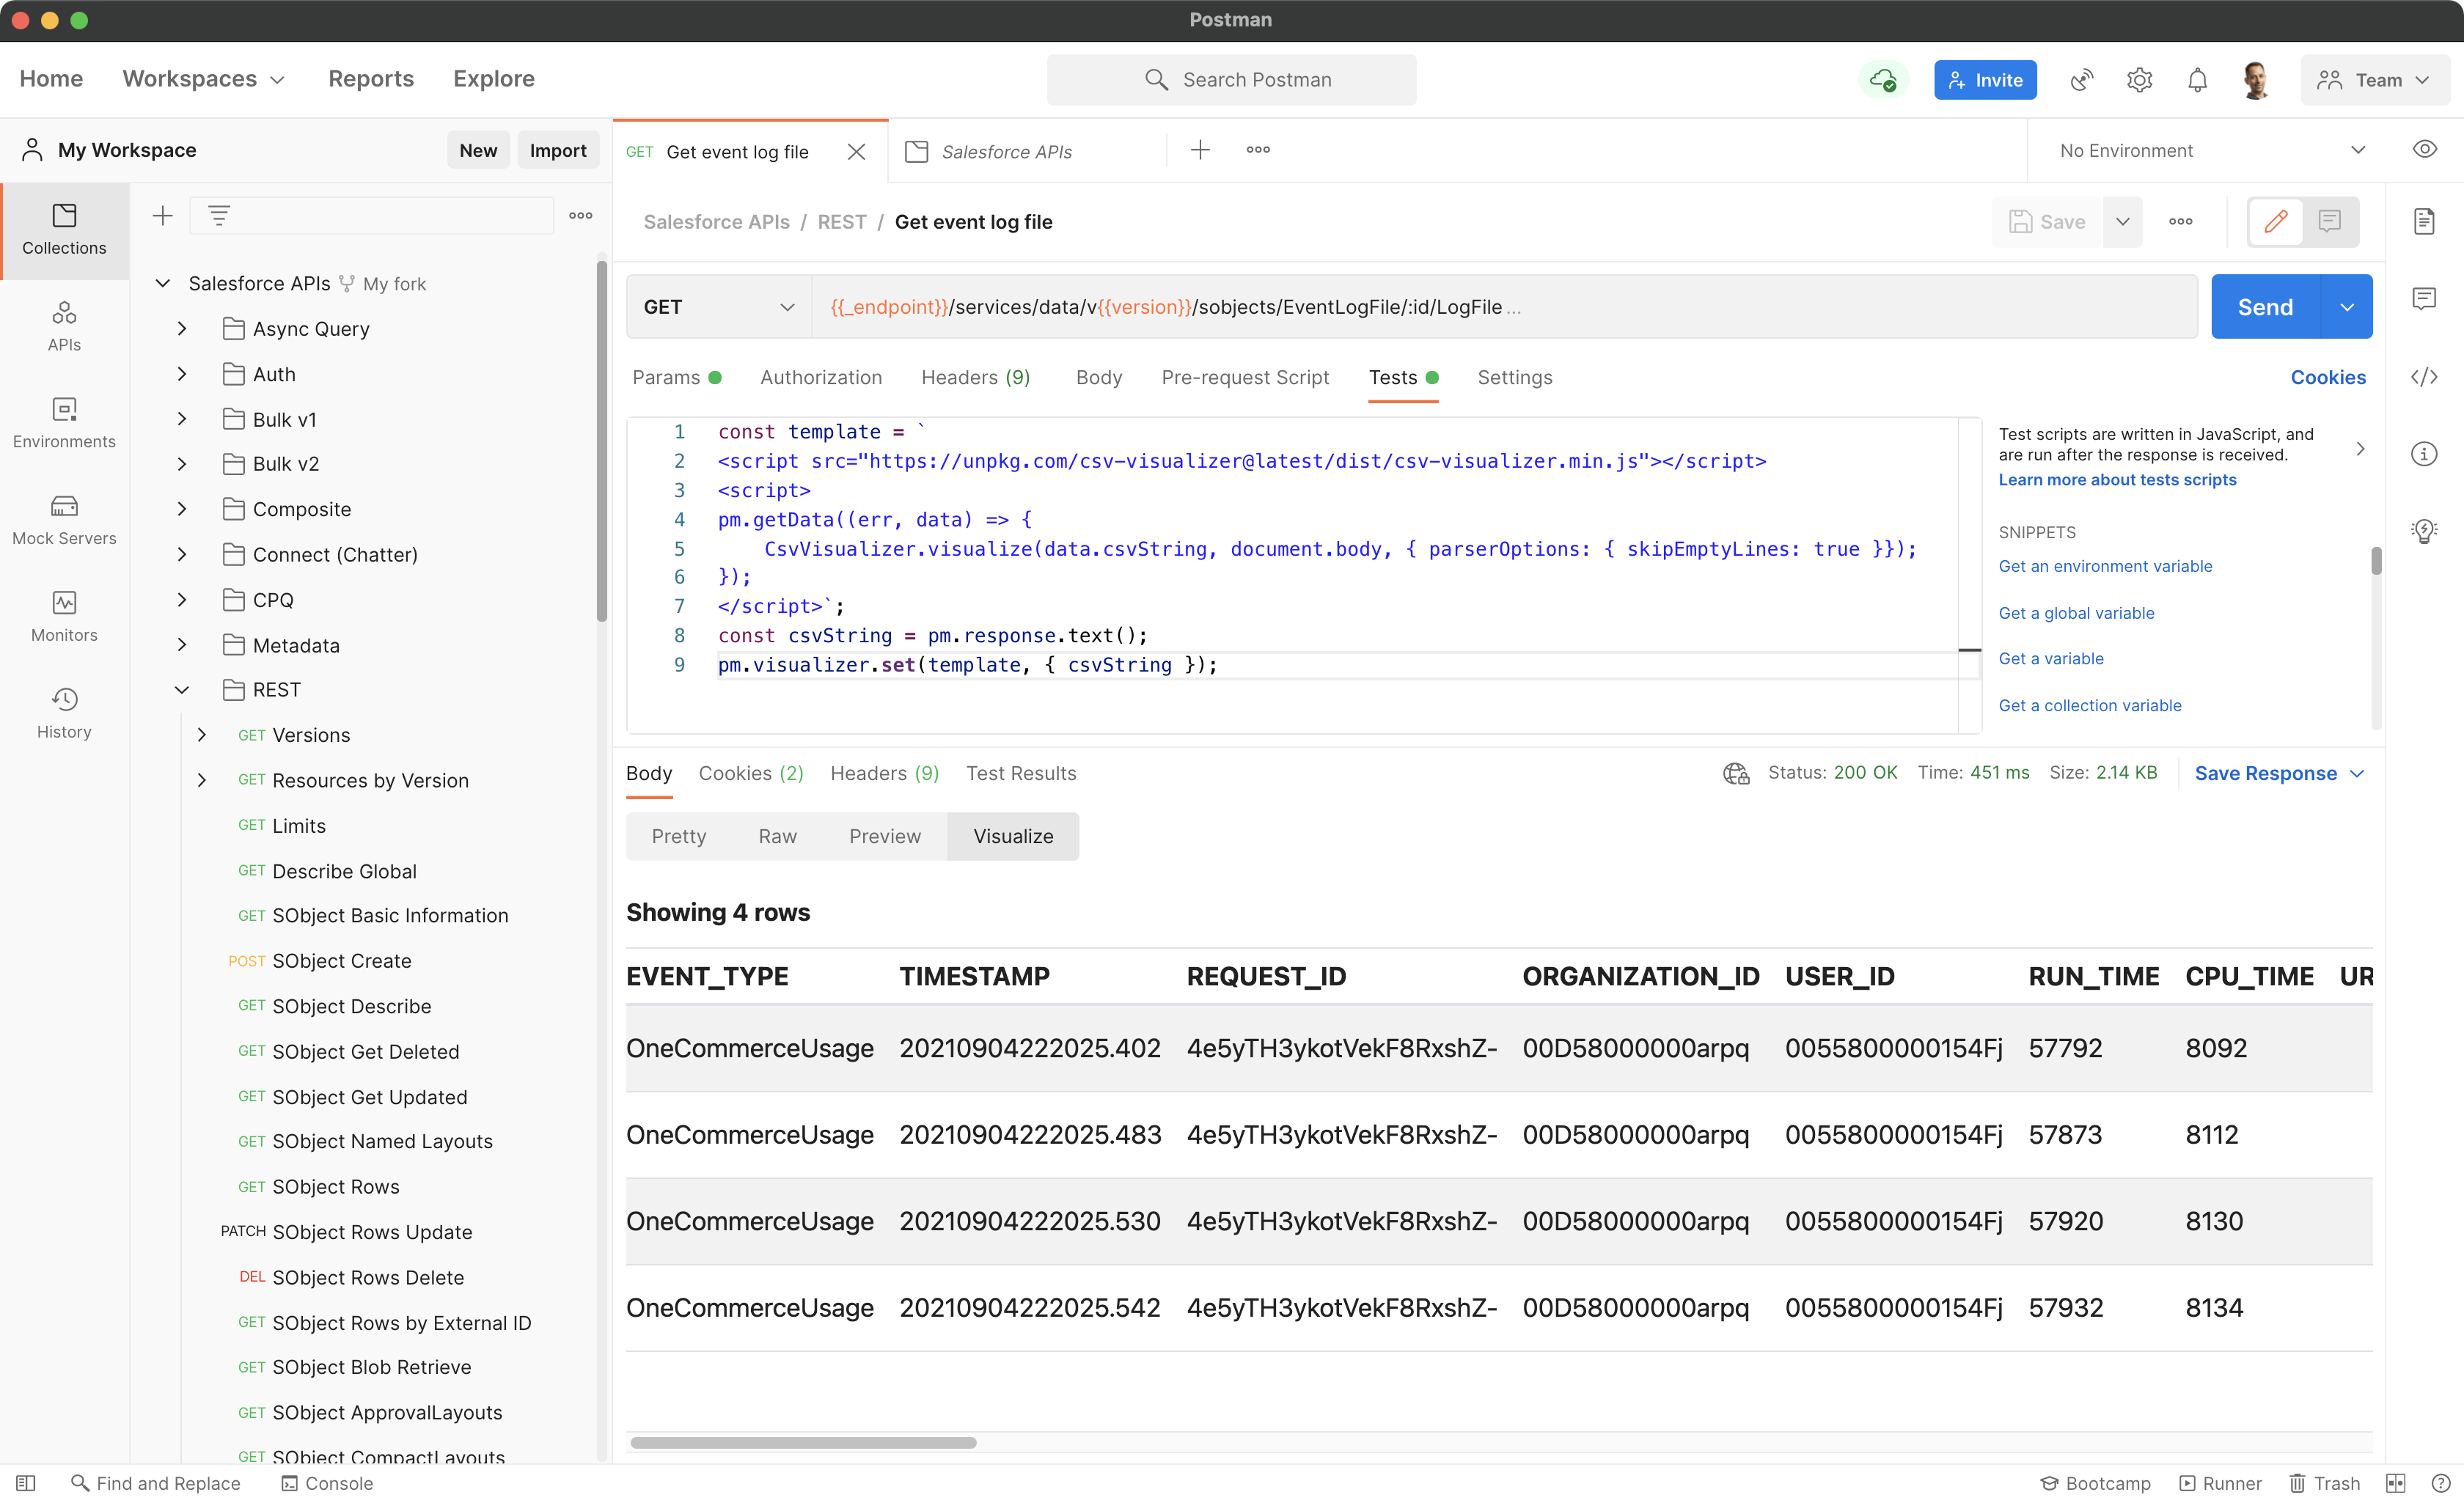 Postman
Home Workspaces Reports Explore Search Postman Invite Team
My Workspace New Import GET Get event log file Salesforce APIs No Environment
Collections
APIs
Environments
Mock Servers
Monitors
History
Salesforce APIs My fork
Async Query
Auth
Bulk v1
Bulk v2
Composite
Connect (Chatter)
CPQ
Metadata
REST
GET Versions
GET Resources by Version
GET Limits
GET Describe Global
GET SObject Basic Information
POST SObject Create
GET SObject Describe
GET SObject Get Deleted
GET SObject Get Updated
GET SObject Named Layouts
GET SObject Rows
PATCH SObject Rows Update
DEL SObject Rows Delete
GET SObject Rows by External ID
GET SObject Blob Retrieve
GET SObject ApprovalLayouts
GET SObject CompactLayouts
Salesforce APIs / REST / Get event log file Save
GET {{_endpoint}}/services/data/v{{version}}/sobjects/EventLogFile/:id/LogFile ... Send
Params Authorization Headers (9) Body Pre-request Script Tests Settings Cookies
1 const template = `
2 <script src="https://unpkg.com/csv-visualizer@latest/dist/csv-visualizer.min.js"></script>
3 <script>
4 pm.getData((err, data) => {
5 CsvVisualizer.visualize(data.csvString, document.body, { parserOptions: { skipEmptyLines: true }});
6 });
7 </script>`;
8 const csvString = pm.response.text();
9 pm.visualizer.set(template, { csvString });
Test scripts are written in JavaScript, and
are run after the response is received.
Learn more about tests scripts
SNIPPETS
Get an environment variable
Get a global variable
Get a variable
Get a collection variable
Body Cookies (2) Headers (9) Test Results Status: 200 OK Time: 451 ms Size: 2.14 KB Save Response
Pretty Raw Preview Visualize
Showing 4 rows
EVENT_TYPE TIMESTAMP REQUEST_ID ORGANIZATION_ID USER_ID RUN_TIME CPU_TIME UR
OneCommerceUsage 20210904222025.402 4e5yTH3ykotVekF8RxshZ- 00D58000000arpq 0055800000154Fj 57792 8092
OneCommerceUsage 20210904222025.483 4e5yTH3ykotVekF8RxshZ- 00D58000000arpq 0055800000154Fj 57873 8112
OneCommerceUsage 20210904222025.530 4e5yTH3ykotVekF8RxshZ- 00D58000000arpq 0055800000154Fj 57920 8130
OneCommerceUsage 20210904222025.542 4e5yTH3ykotVekF8RxshZ- 00D58000000arpq 0055800000154Fj 57932 8134
Find and Replace Console Bootcamp Runner Trash